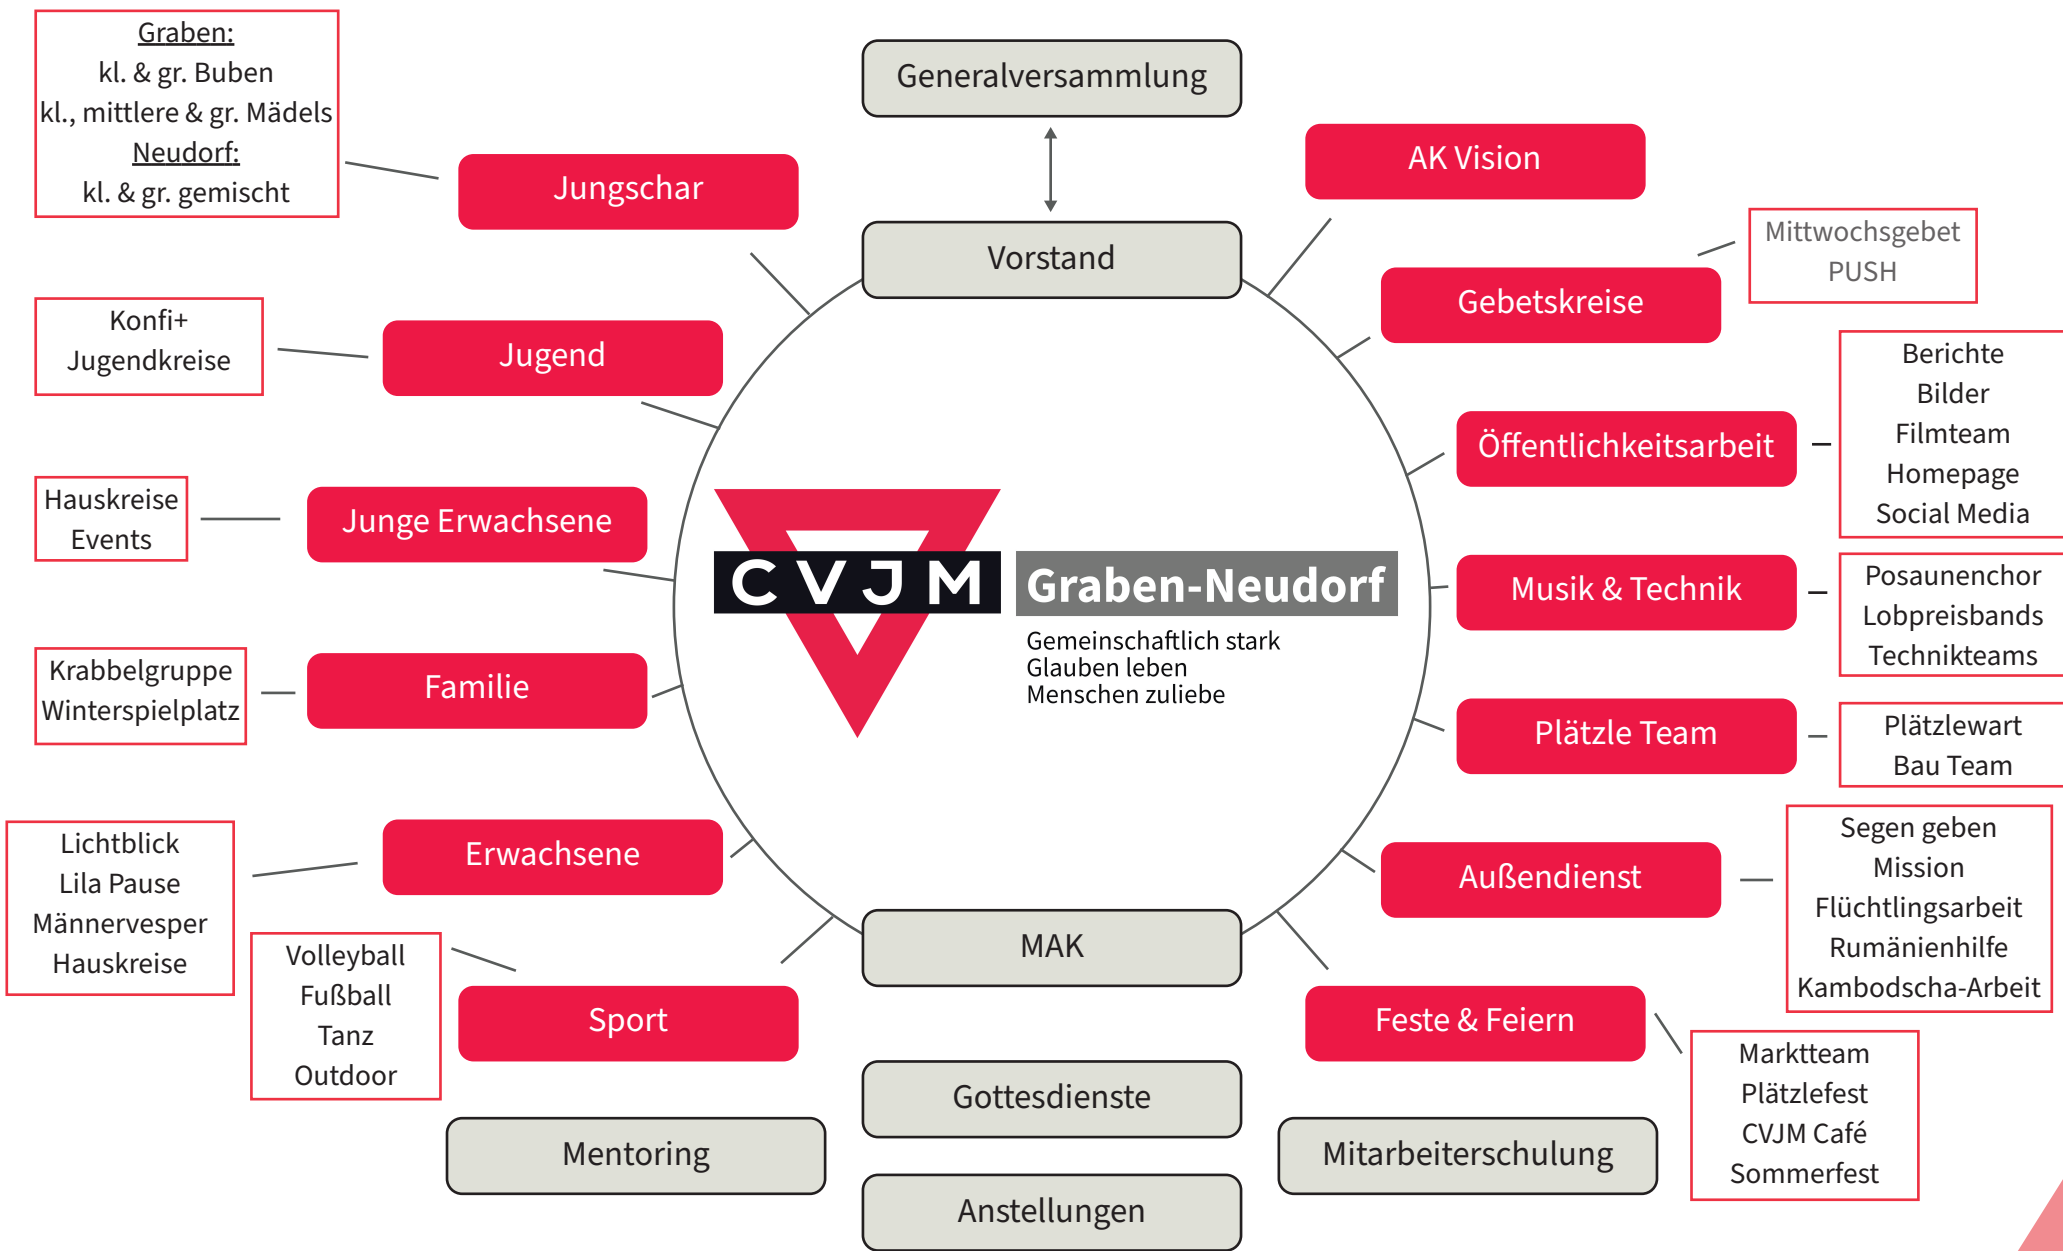 Graben:
kl. & gr. Buben
kl., mittlere & gr. Mädels
Neudorf:
kl. & gr. gemischt
Jungschar
Konfi+
Jugendkreise
Jugend
Hauskreise
Events
Junge Erwachsene
Krabbelgruppe
Winterspielplatz
Familie
Lichtblick
Lila Pause
Männervesper
Hauskreise
Erwachsene
Volleyball
Fußball
Tanz
Outdoor
Sport
Generalversammlung
Vorstand
CVJM
Graben-Neudorf
Gemeinschaftlich stark
Glauben leben
Menschen zuliebe
MAK
Gottesdienste
Mentoring
Mitarbeiterschulung
Anstellungen
AK Vision
Gebetskreise
Mittwochsgebet
PUSH
Öffentlichkeitsarbeit
Berichte
Bilder
Filmteam
Homepage
Social Media
Musik & Technik
Posaunenchor
Lobpreisbands
Technikteams
Plätzle Team
Plätzlewart
Bau Team
Außendienst
Segen geben
Mission
Flüchtlingsarbeit
Rumänienhilfe
Kambodscha-Arbeit
Feste & Feiern
Marktteam
Plätzlefest
CVJM Café
Sommerfest